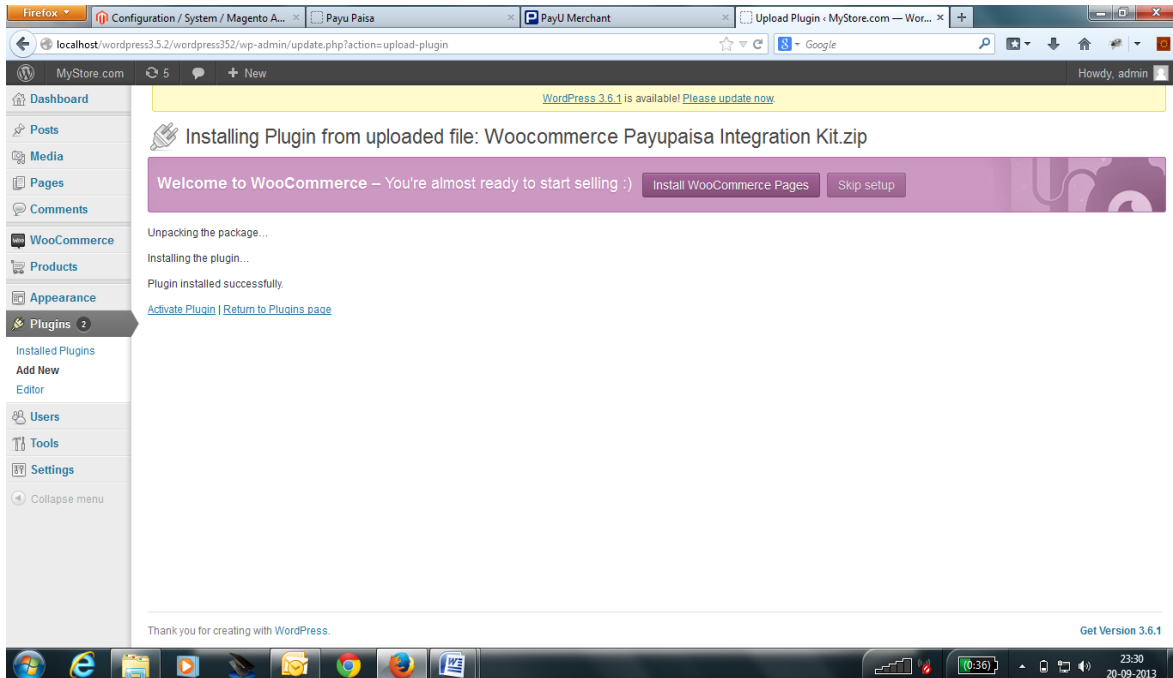 Firefox
Configuration / System / Magento A...
Payu Paisa
PayU Merchant
Upload Plugin ‹ MyStore.com — Wor...
localhost/wordpress3.5.2/wordpress352/wp-admin/update.php?action=upload-plugin
Google
MyStore.com
5
+ New
Howdy, admin
Dashboard
WordPress 3.6.1 is available! Please update now.
Posts
Media
Pages
Comments
WooCommerce
Products
Appearance
Plugins 2
Installed Plugins
Add New
Editor
Users
Tools
Settings
Collapse menu
Installing Plugin from uploaded file: Woocommerce Payupaisa Integration Kit.zip
Welcome to WooCommerce – You're almost ready to start selling :)
Install WooCommerce Pages
Skip setup
Unpacking the package…
Installing the plugin…
Plugin installed successfully.
Activate Plugin | Return to Plugins page
Thank you for creating with WordPress.
Get Version 3.6.1
(0:36)
23:30
20-09-2013